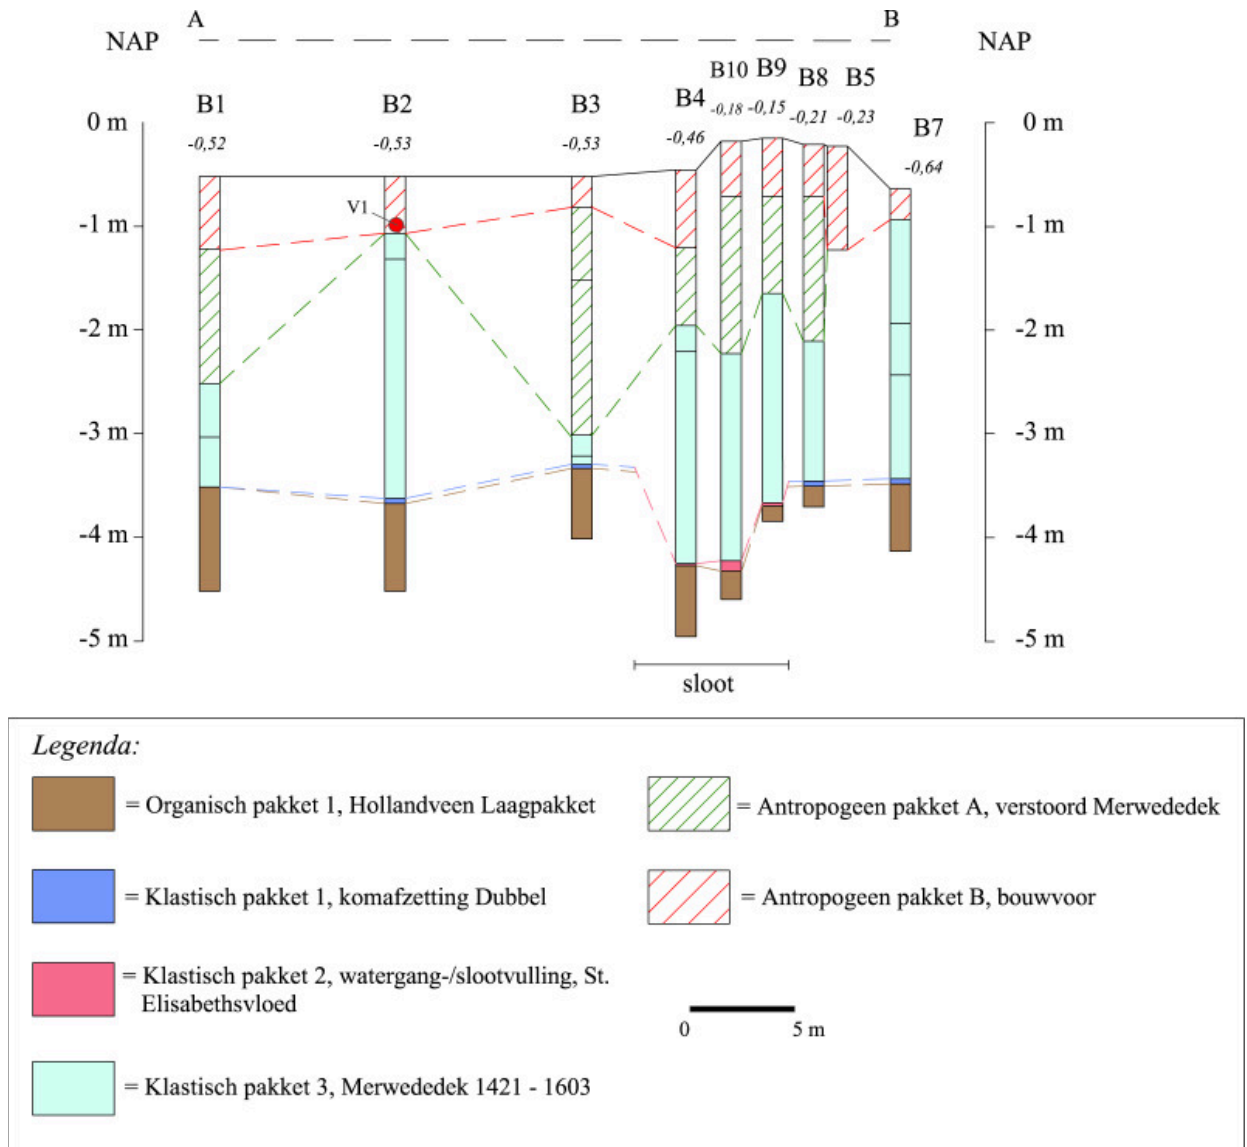 A B
NAP NAP
B1 B2 B3 B4 B10 B9 B8 B5 B7
-0,52 -0,53 -0,53 -0,46 -0,18 -0,15 -0,21 -0,23 -0,64
0 m 0 m
V1
-1 m -1 m
-2 m -2 m
-3 m -3 m
-4 m -4 m
-5 m -5 m
sloot
Legenda:
= Organisch pakket 1, Hollandveen Laagpakket
= Klastisch pakket 1, komafzetting Dubbel
= Klastisch pakket 2, watergang-/slootvulling, St.
Elisabethsvloed
= Klastisch pakket 3, Merwededek 1421 - 1603
= Antropogeen pakket A, verstoord Merwededek
= Antropogeen pakket B, bouwvoor
0 5 m